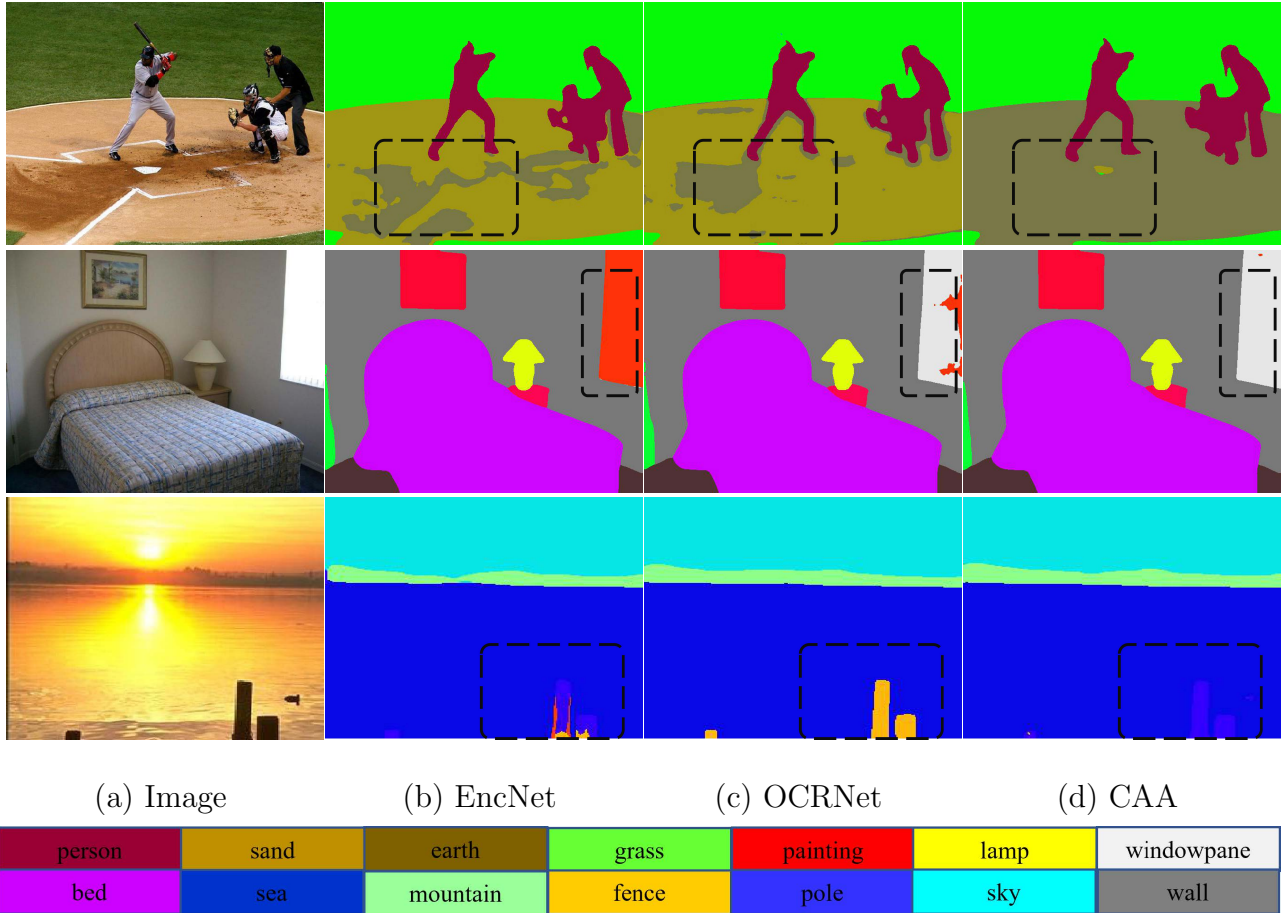 (a) Image (b) EncNet (c) OCRNet (d) CAA
person sand earth grass painting lamp windowpane
bed sea mountain fence pole sky wall